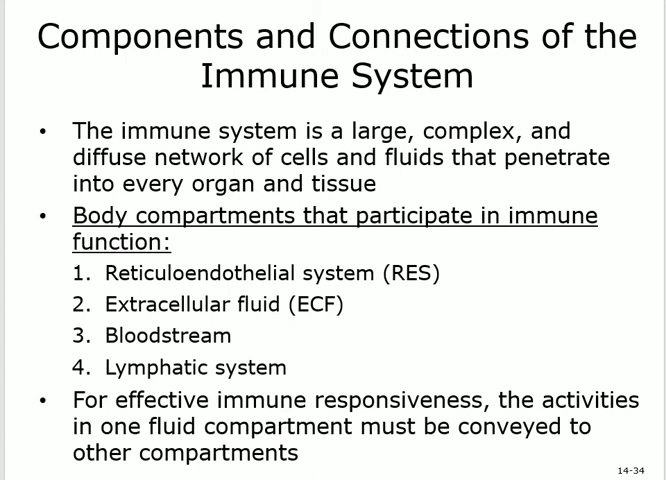 Components and Connections of the
Immune System
• The immune system is a large, complex, and
diffuse network of cells and fluids that penetrate
into every organ and tissue
• Body compartments that participate in immune
function:
1. Reticuloendothelial system (RES)
2. Extracellular fluid (ECF)
3. Bloodstream
4. Lymphatic system
• For effective immune responsiveness, the activities
in one fluid compartment must be conveyed to
other compartments
14-34